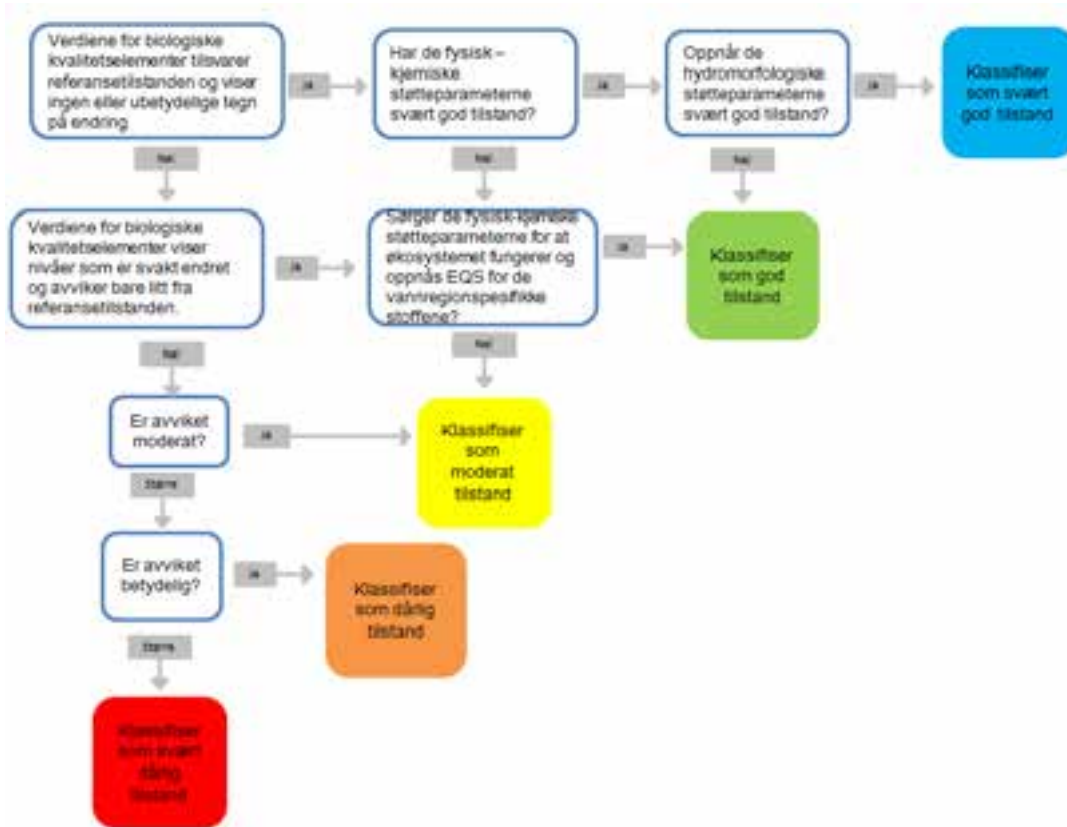 Verdiene for biologiske
kvalitetselementer tilsvarer
referansetilstanden og viser
ingen eller ubetydelige tegn
på endring
Ja
Har de fysisk –
kjemiske
støtteparameterne
svært god tilstand?
Ja
Oppnår de
hydromorfologiske
støtteparameterne
svært god tilstand?
Ja
Klassifiser
som svært
god tilstand
Nei
Nei
Nei
Verdiene for biologiske
kvalitetselementer viser
nivåer som er svakt endret
og avviker bare litt fra
referansetilstanden.
Ja
Sørger de fysisk-kjemiske
støtteparameterne for at
økosystemet fungerer og
oppnås EQS for de
vannregionspesifikke
stoffene?
Ja
Klassifiser
som god
tilstand
Nei
Nei
Er avviket
moderat?
Ja
Klassifiser
som
moderat
tilstand
Større
Er avviket
betydelig?
Ja
Klassifiser
som dårlig
tilstand
Større
Klassifiser
som svært
dårlig
tilstand